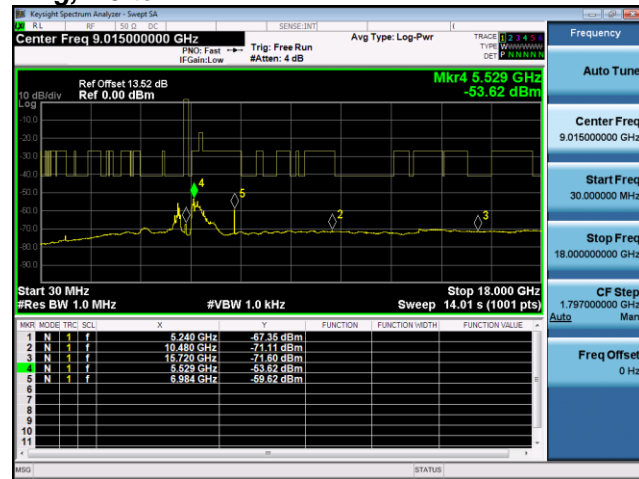 Keysight Spectrum Analyzer - Swept SA
RL RF 50 Ω DC SENSE:INT
Center Freq 9.015000000 GHz
PNO: Fast
IFGain:Low
Trig: Free Run
#Atten: 4 dB
Avg Type: Log-Pwr
TRACE 1 2 3 4 5 6
TYPE WWWWWW
DET P NNNNN
Ref Offset 13.52 dB
10 dB/div Ref 0.00 dBm
Log
Mkr4 5.529 GHz
-53.62 dBm
-10.0
-20.0
-30.0
-40.0
-50.0
-60.0
-70.0
-80.0
-90.0
4
5
2
3
Start 30 MHz
Stop 18.000 GHz
#Res BW 1.0 MHz #VBW 1.0 kHz Sweep 14.01 s (1001 pts)
MKR MODE TRC SCL X Y FUNCTION FUNCTION WIDTH FUNCTION VALUE
1 N 1 f 5.240 GHz -67.35 dBm
2 N 1 f 10.480 GHz -71.11 dBm
3 N 1 f 15.720 GHz -71.60 dBm
4 N 1 f 5.529 GHz -53.62 dBm
5 N 1 f 6.984 GHz -59.62 dBm
6
7
8
9
10
11
MSG STATUS
Frequency
Auto Tune
Center Freq
9.015000000 GHz
Start Freq
30.000000 MHz
Stop Freq
18.000000000 GHz
CF Step
1.797000000 GHz
Auto Man
Freq Offset
0 Hz